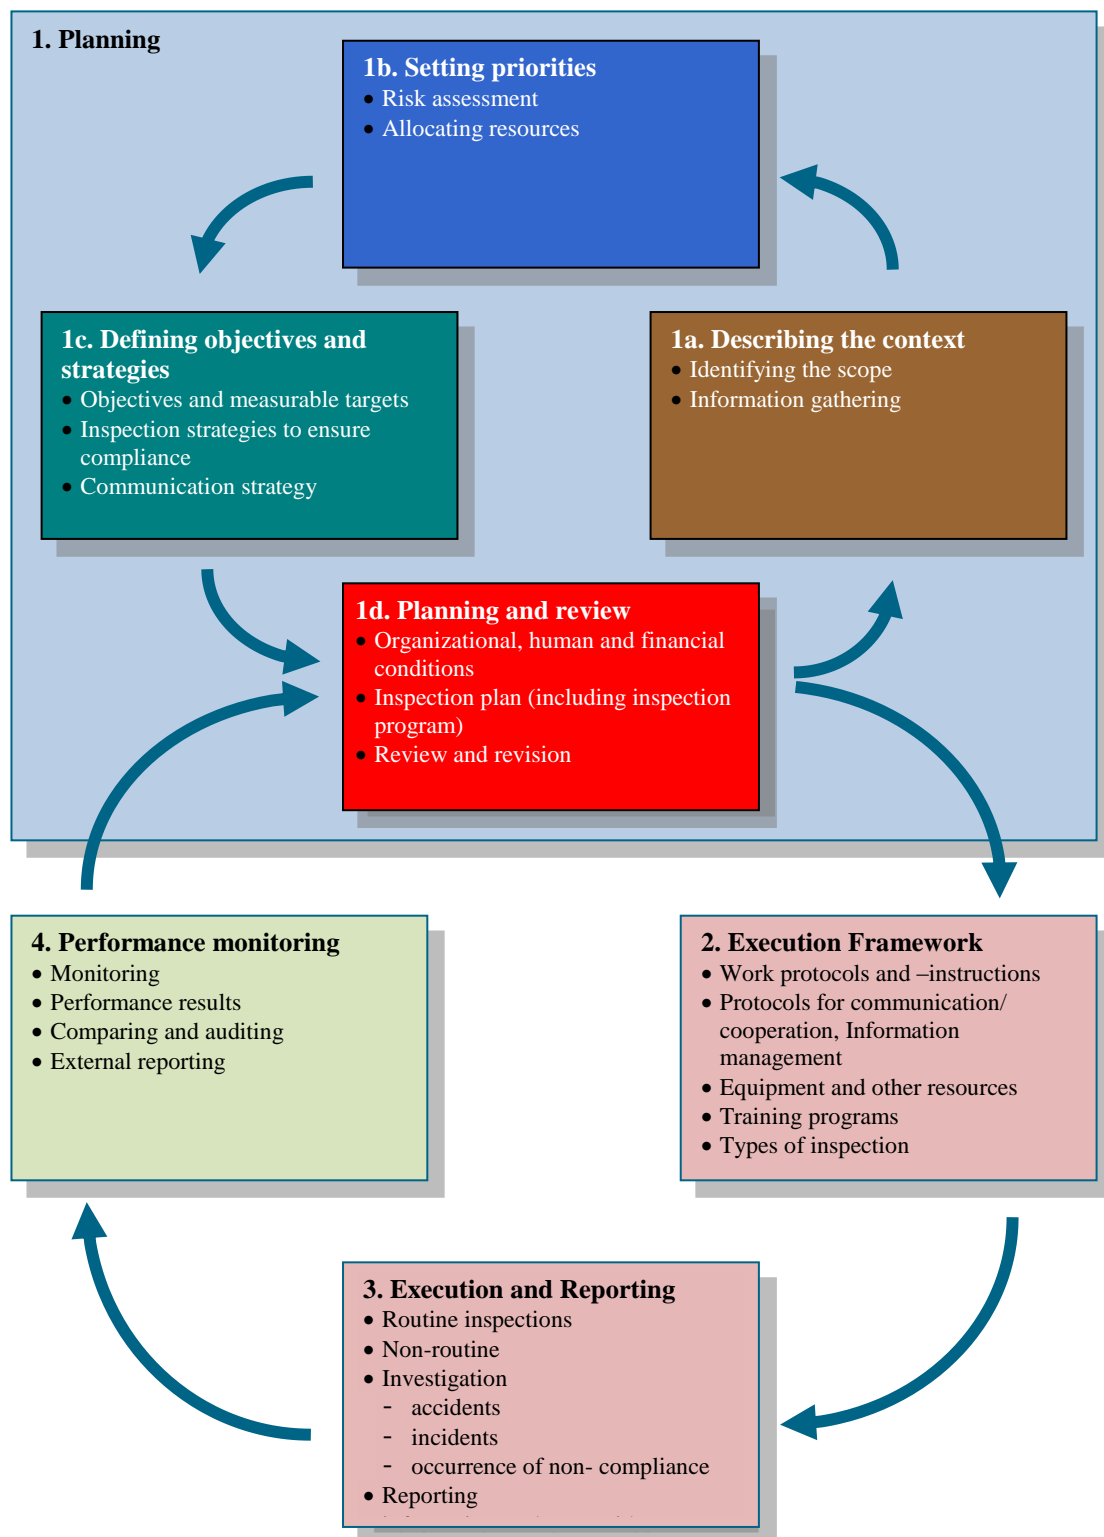 1. Planning
1b. Setting priorities
• Risk assessment
• Allocating resources
1c. Defining objectives and
strategies
• Objectives and measurable targets
• Inspection strategies to ensure
compliance
• Communication strategy
1a. Describing the context
• Identifying the scope
• Information gathering
1d. Planning and review
• Organizational, human and financial
conditions
• Inspection plan (including inspection
program)
• Review and revision
4. Performance monitoring
• Monitoring
• Performance results
• Comparing and auditing
• External reporting
2. Execution Framework
• Work protocols and –instructions
• Protocols for communication/
cooperation, Information
management
• Equipment and other resources
• Training programs
• Types of inspection
3. Execution and Reporting
• Routine inspections
• Non-routine
• Investigation
- accidents
- incidents
- occurrence of non- compliance
• Reporting